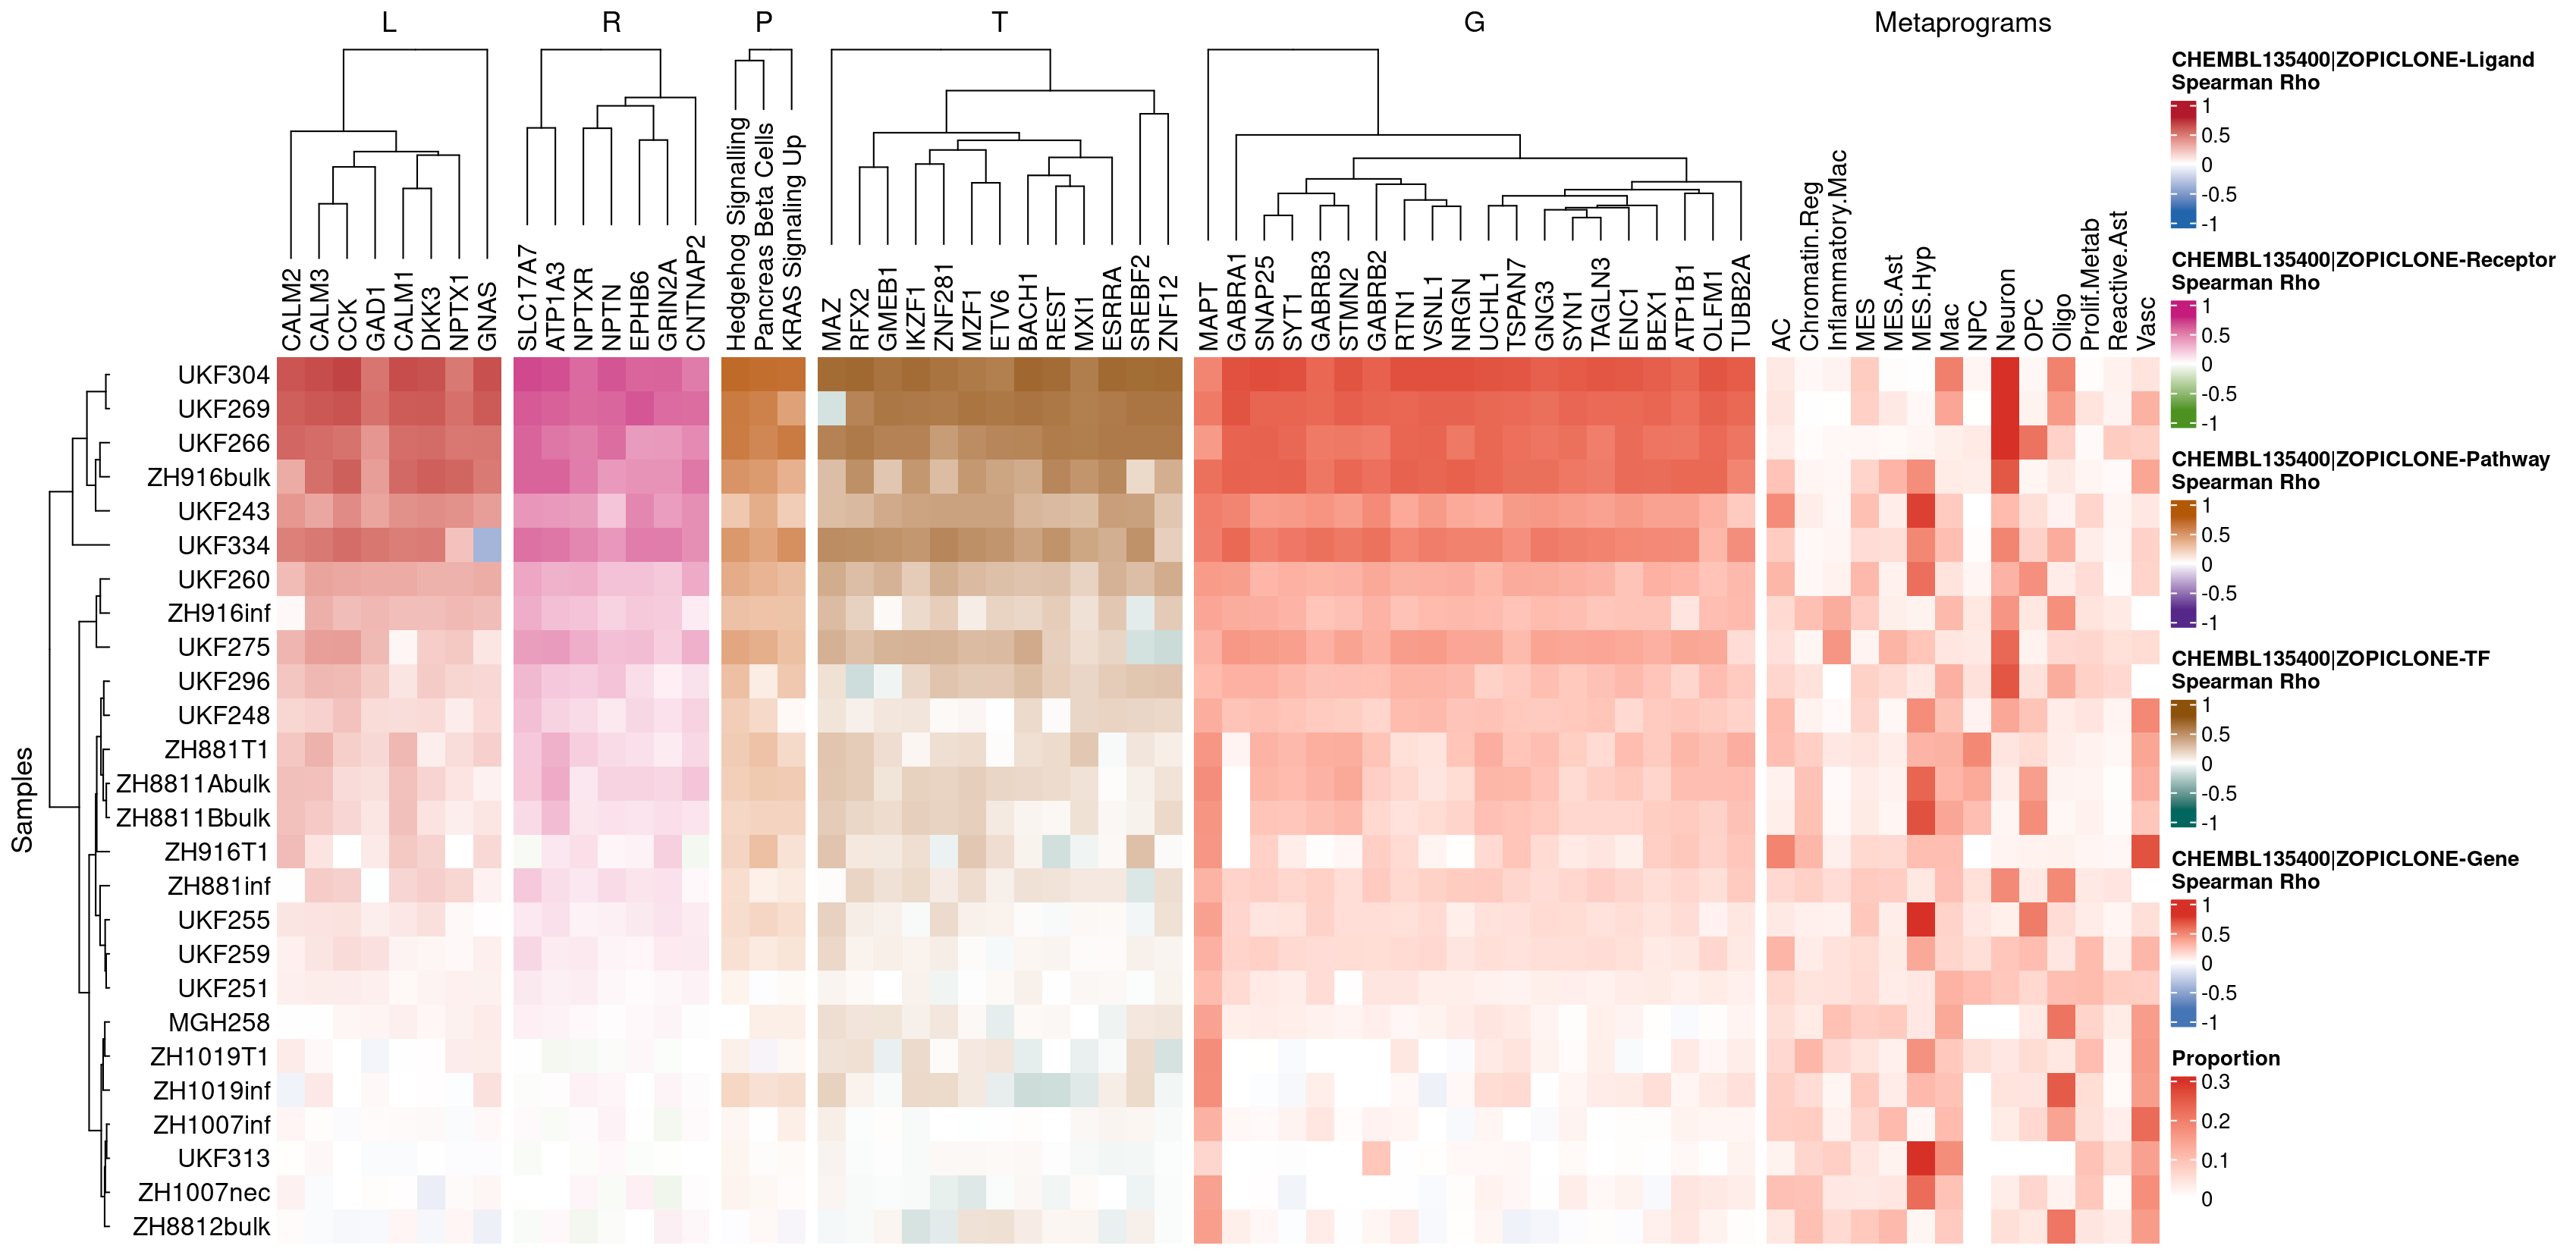 L R P T G Metaprograms
CALM2
CALM3
CCK
GAD1
CALM1
DKK3
NPTX1
GNAS
SLC17A7
ATP1A3
NPTXR
NPTN
EPHB6
GRIN2A
CNTNAP2
Hedgehog Signalling
Pancreas Beta Cells
KRAS Signaling Up
MAZ
RFX2
GMEB1
IKZF1
ZNF281
MZF1
ETV6
BACH1
REST
MXI1
ESRRA
SREBF2
ZNF12
MAPT
GABRA1
SNAP25
SYT1
GABRB3
STMN2
GABRB2
RTN1
VSNL1
NRGN
UCHL1
TSPAN7
GNG3
SYN1
TAGLN3
ENC1
BEX1
ATP1B1
OLFM1
TUBB2A
AC
Chromatin.Reg
Inflammatory.Mac
MES
MES.Ast
MES.Hyp
Mac
NPC
Neuron
OPC
Oligo
Prolif.Metab
Reactive.Ast
Vasc
Samples
UKF304
UKF269
UKF266
ZH916bulk
UKF243
UKF334
UKF260
ZH916inf
UKF275
UKF296
UKF248
ZH881T1
ZH8811Abulk
ZH8811Bbulk
ZH916T1
ZH881inf
UKF255
UKF259
UKF251
MGH258
ZH1019T1
ZH1019inf
ZH1007inf
UKF313
ZH1007nec
ZH8812bulk
CHEMBL135400|ZOPICLONE-Ligand
Spearman Rho
1
0.5
0
-0.5
-1
CHEMBL135400|ZOPICLONE-Receptor
Spearman Rho
1
0.5
0
-0.5
-1
CHEMBL135400|ZOPICLONE-Pathway
Spearman Rho
1
0.5
0
-0.5
-1
CHEMBL135400|ZOPICLONE-TF
Spearman Rho
1
0.5
0
-0.5
-1
CHEMBL135400|ZOPICLONE-Gene
Spearman Rho
1
0.5
0
-0.5
-1
Proportion
0.3
0.2
0.1
0